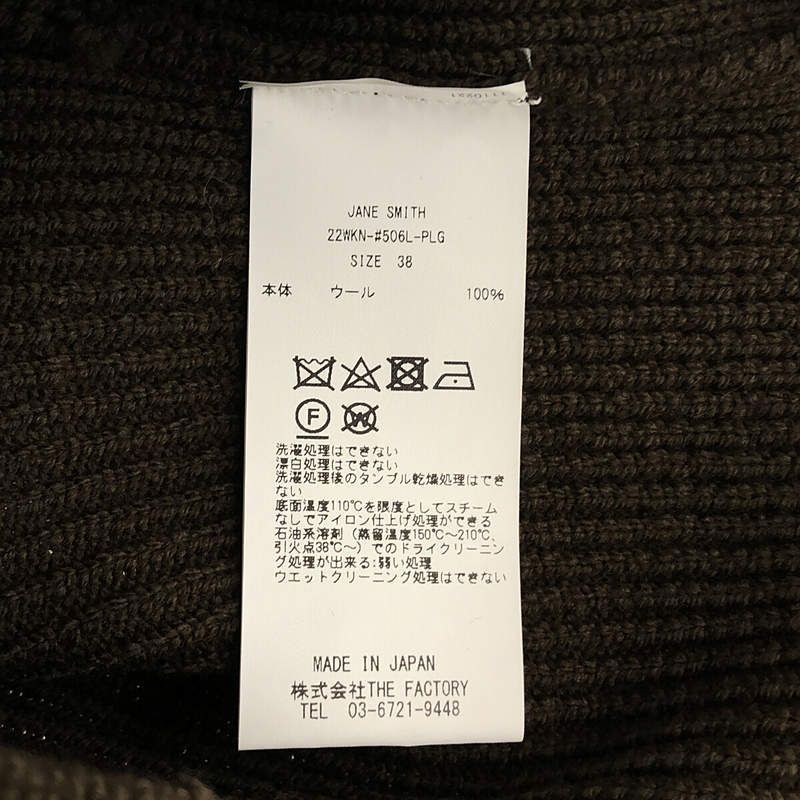 JANE SMITH
22WKN-#506L-PLG
SIZE 38
本体 ウール 100%
F W
洗濯処理はできない
漂白処理はできない
洗濯処理後のタンブル乾燥処理はでき
ない
底面温度110℃を限度としてスチーム
なしでアイロン仕上げ処理ができる
石油系溶剤(蒸留温度150℃~210℃、
引火点38℃~)でのドライクリーニン
グ処理が出来る:弱い処理
ウエットクリーニング処理はできない
MADE IN JAPAN
株式会社THE FACTORY
TEL 03-6721-9448